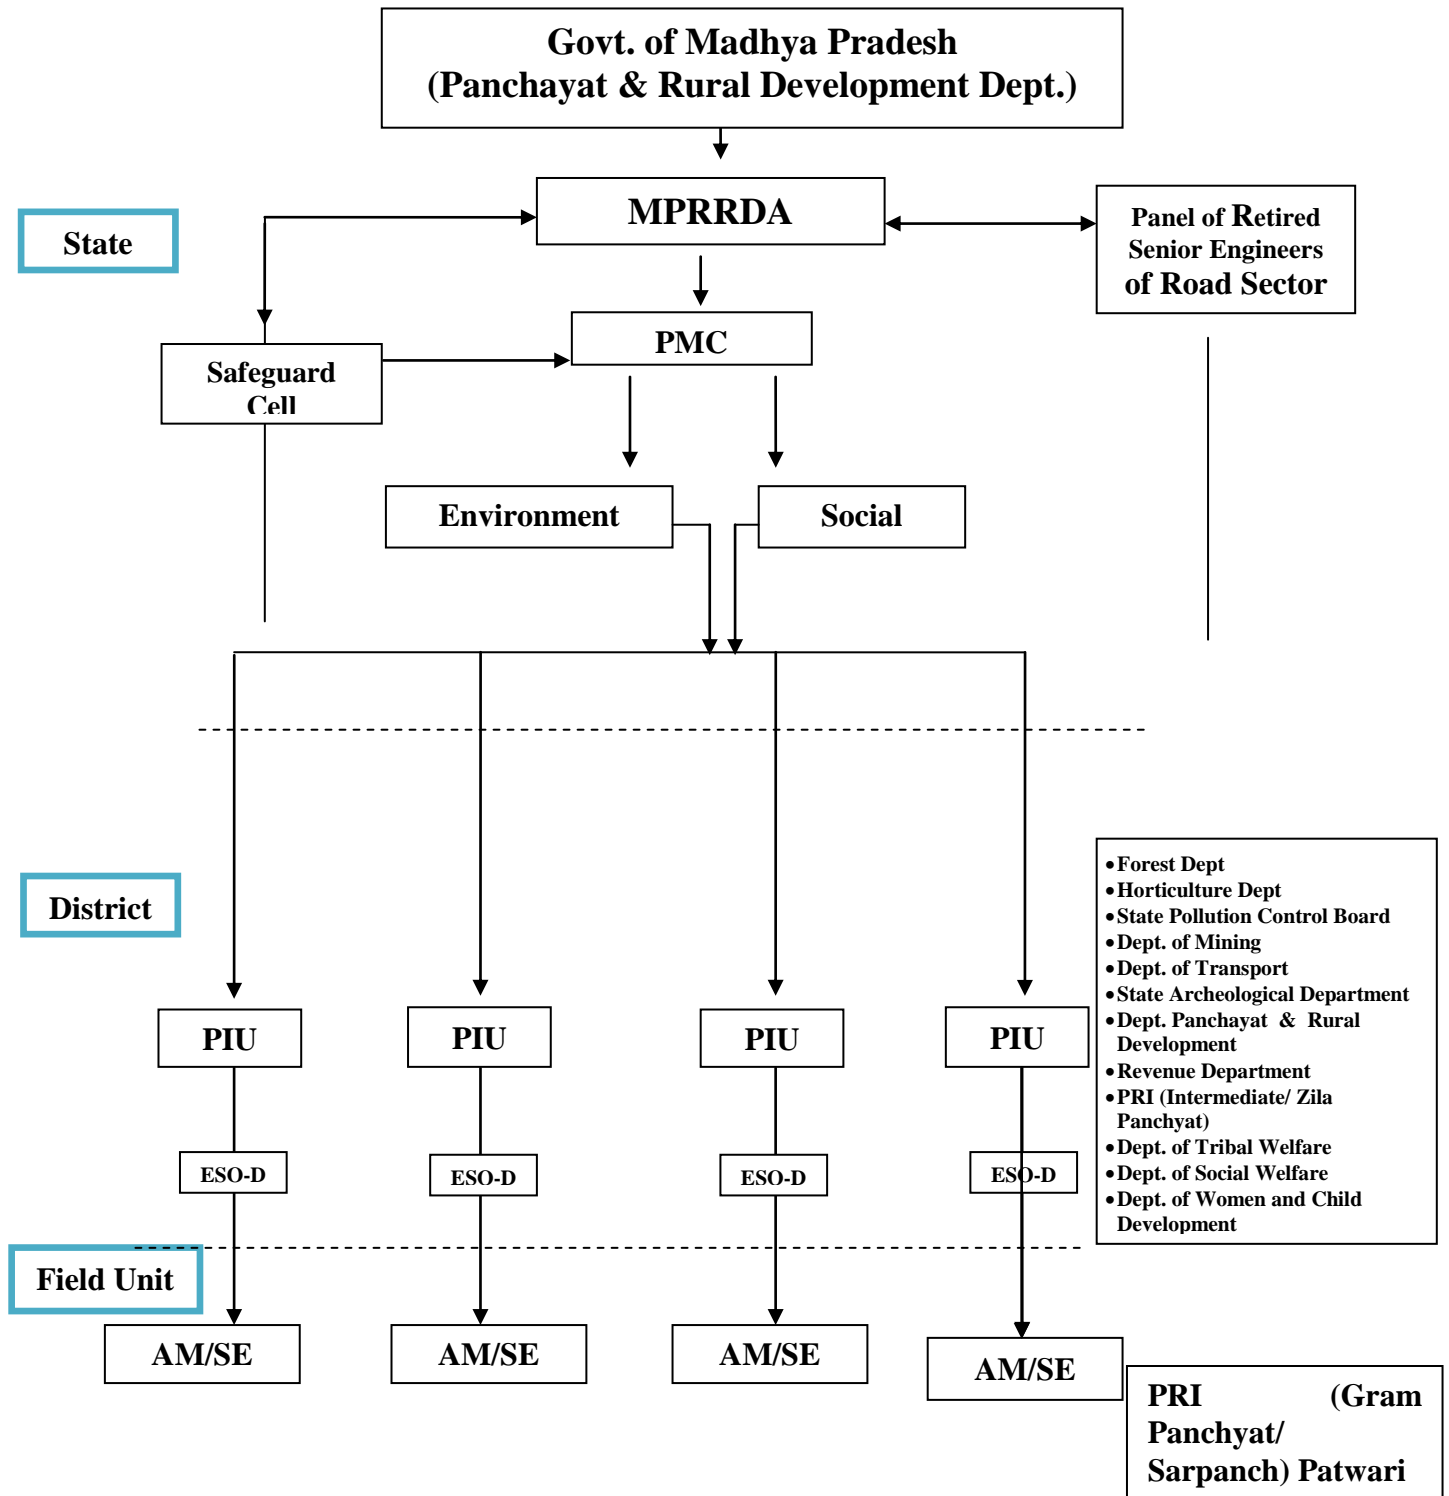 Govt. of Madhya Pradesh
(Panchayat & Rural Development Dept.)
State
MPRRDA
Panel of Retired
Senior Engineers
of Road Sector
Safeguard
Cell
PMC
Environment
Social
District
• Forest Dept
• Horticulture Dept
• State Pollution Control Board
• Dept. of Mining
• Dept. of Transport
• State Archeological Department
• Dept. Panchayat & Rural
Development
• Revenue Department
• PRI (Intermediate/ Zila
Panchyat)
• Dept. of Tribal Welfare
• Dept. of Social Welfare
• Dept. of Women and Child
Development
PIU
PIU
PIU
PIU
ESO-D
ESO-D
ESO-D
ESO-D
Field Unit
AM/SE
AM/SE
AM/SE
AM/SE
PRI (Gram
Panchyat/
Sarpanch) Patwari